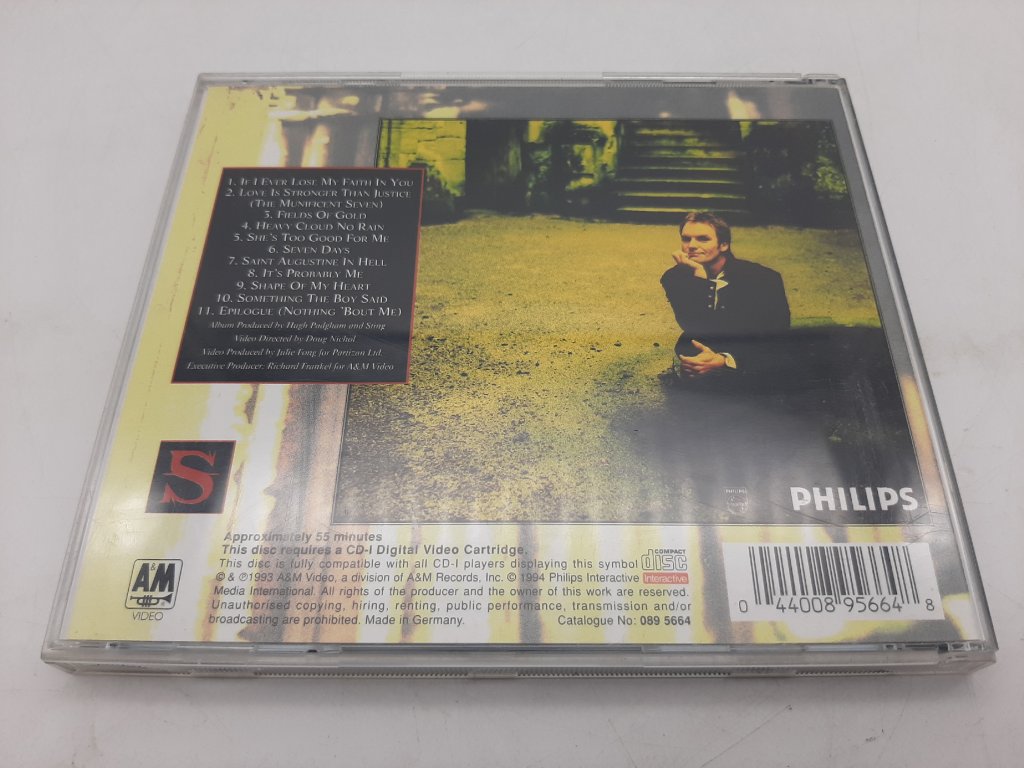 1. If I Ever Lose My Faith In You
2. Love Is Stronger Than Justice
(The Munificent Seven)
3. Fields Of Gold
4. Heavy Cloud No Rain
5. She's Too Good For Me
6. Seven Days
7. Saint Augustine In Hell
8. It's Probably Me
9. Shape Of My Heart
10. Something The Boy Said
11. Epilogue (Nothing 'Bout Me)
Album Produced by Hugh Padgham and Sting
Video Directed by Doug Nichol
Video Produced by Julie Fong for Partizan Ltd.
Executive Producer: Richard Frankel for A&M Video
S
PHILIPS
PHILIPS
Approximately 55 minutes
This disc requires a CD-I Digital Video Cartridge.
This disc is fully compatible with all CD-I players displaying this symbol
COMPACT
disc
Interactive
© & ℗1993 A&M Video, a division of A&M Records, Inc. © 1994 Philips Interactive
Media International. All rights of the producer and the owner of this work are reserved.
Unauthorised copying, hiring, renting, public performance, transmission and/or
broadcasting are prohibited. Made in Germany.
Catalogue No: 089 5664
A&M
VIDEO
0 44008 95664 8